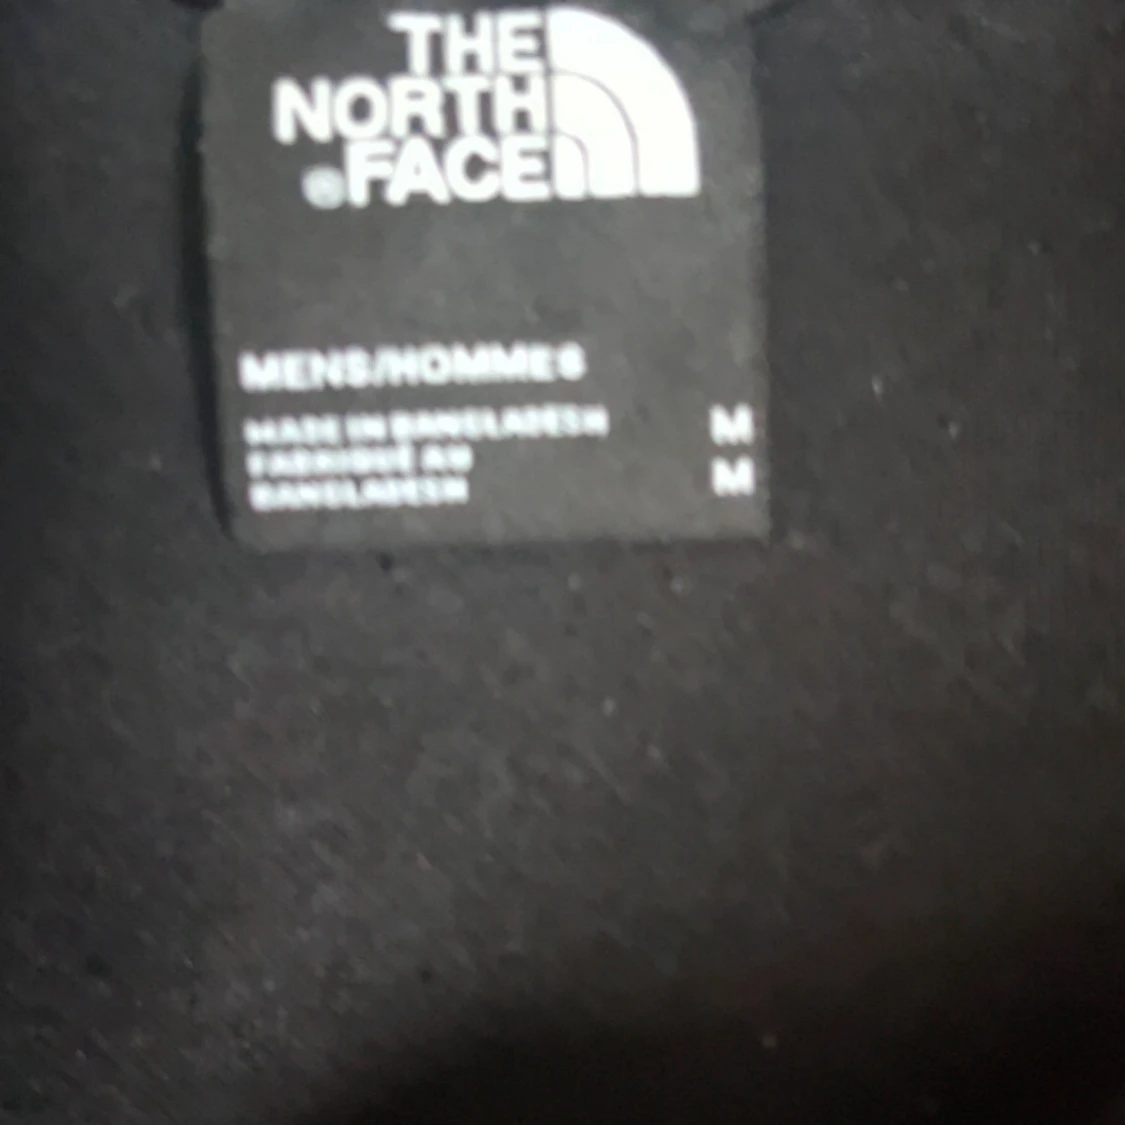 THE
NORTH
®FACE
MENS/HOMMES
MADE IN BANGLADESH M
FABRIQUÉ AU M
BANGLADESH